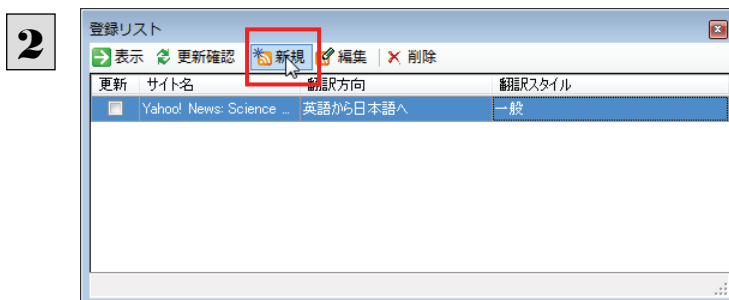 2
登録リスト
表示 更新確認 新規 編集 削除
更新 サイト名 翻訳方向 翻訳スタイル
Yahoo! News: Science ... 英語から日本語へ 一般